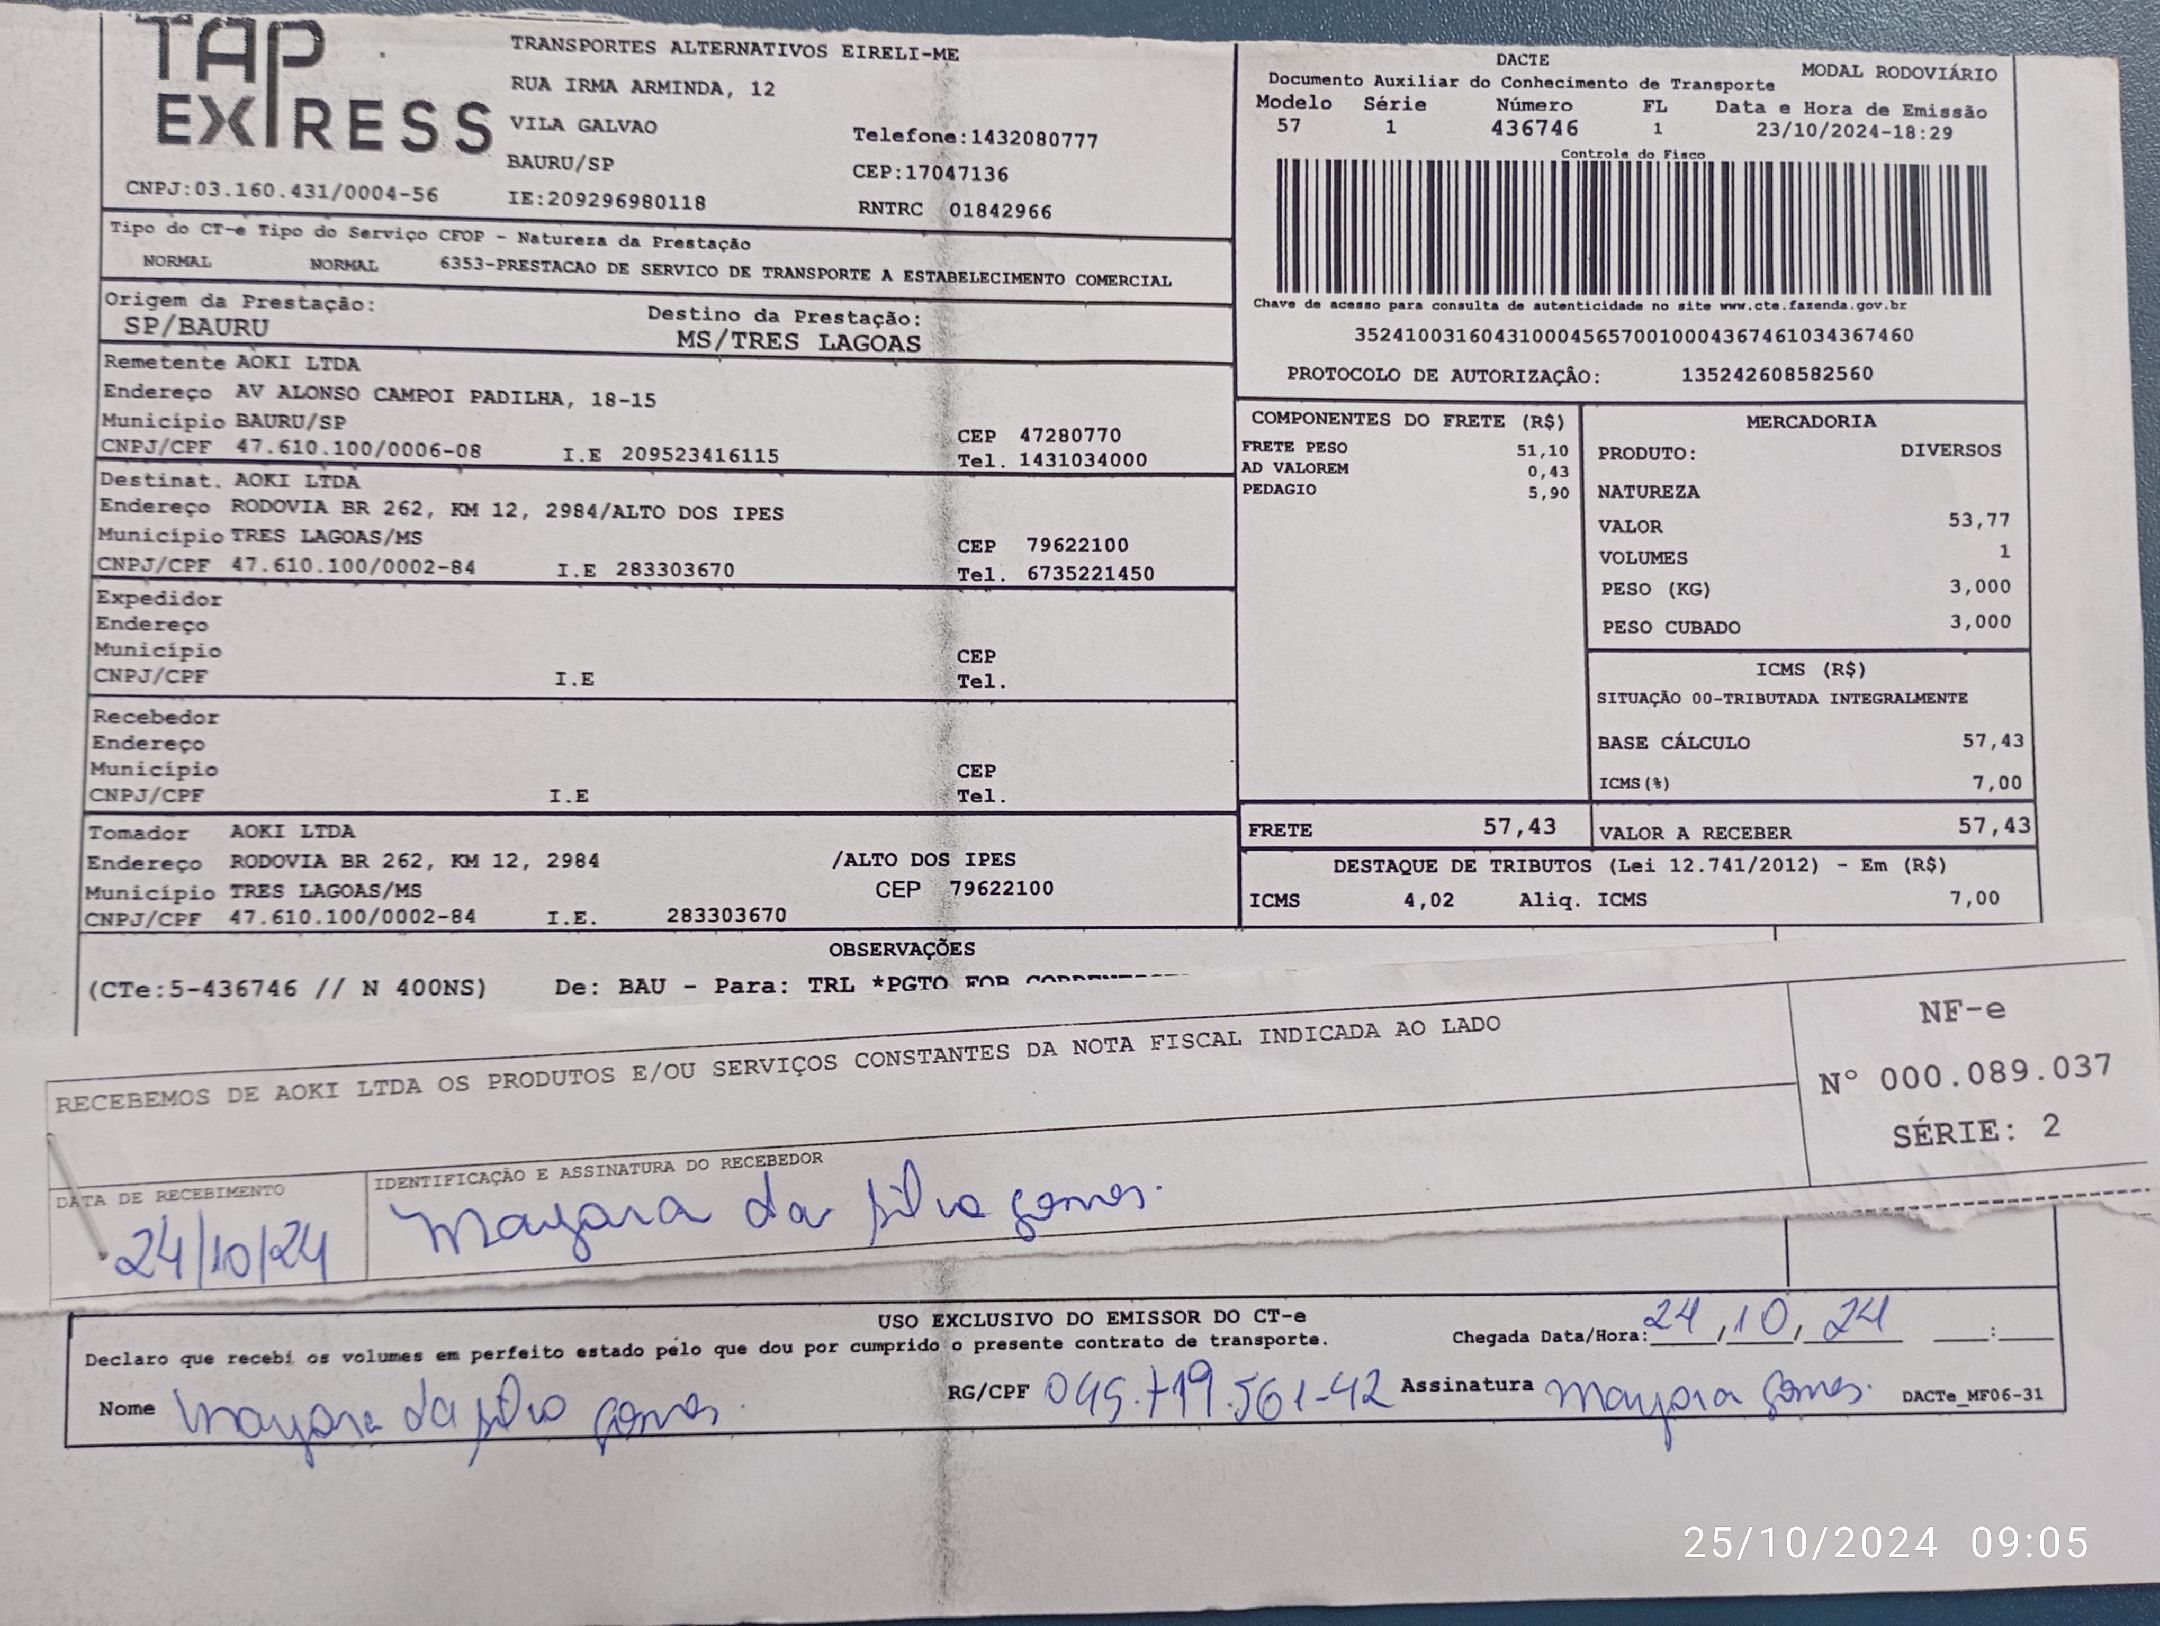 TAP EXPRESS
TRANSPORTES ALTERNATIVOS EIRELI-ME
RUA IRMA ARMINDA, 12
VILA GALVAO
Telefone:1432080777
BAURU/SP
CEP:17047136
CNPJ:03.160.431/0004-56
IE:209296980118
RNTRC 01842966
DACTE
MODAL RODOVIÁRIO
Documento Auxiliar do Conhecimento de Transporte
Modelo Série Número FL Data e Hora de Emissão
57 1 436746 1 23/10/2024-18:29
Controle do Fisco
Chave de acesso para consulta de autenticidade no site www.cte.fazenda.gov.br
35241003160431000456570010004367461034367460
PROTOCOLO DE AUTORIZAÇÂO: 135242608582560
Tipo do CT-e Tipo do Serviço CFOP - Natureza da Prestação
NORMAL NORMAL 6353-PRESTACAO DE SERVICO DE TRANSPORTE A ESTABELECIMENTO COMERCIAL
Origem da Prestação: Destino da Prestação:
SP/BAURU MS/TRES LAGOAS
Remetente AOKI LTDA
Endereço AV ALONSO CAMPOI PADILHA, 18-15
Município BAURU/SP CEP 47280770
CNPJ/CPF 47.610.100/0006-08 I.E 209523416115 Tel. 1431034000
Destinat. AOKI LTDA
Endereço RODOVIA BR 262, KM 12, 2984/ALTO DOS IPES
Município TRES LAGOAS/MS CEP 79622100
CNPJ/CPF 47.610.100/0002-84 I.E 283303670 Tel. 6735221450
Expedidor
Endereço
Município CEP
CNPJ/CPF I.E Tel.
Recebedor
Endereço
Município CEP
CNPJ/CPF I.E Tel.
Tomador AOKI LTDA
Endereço RODOVIA BR 262, KM 12, 2984 /ALTO DOS IPES
Município TRES LAGOAS/MS CEP 79622100
CNPJ/CPF 47.610.100/0002-84 I.E. 283303670
COMPONENTES DO FRETE (R$)
FRETE PESO 51,10
AD VALOREM 0,43
PEDAGIO 5,90
MERCADORIA
PRODUTO: DIVERSOS
NATUREZA
VALOR 53,77
VOLUMES 1
PESO (KG) 3,000
PESO CUBADO 3,000
ICMS (R$)
SITUAÇÃO 00-TRIBUTADA INTEGRALMENTE
BASE CÁLCULO 57,43
ICMS(%) 7,00
FRETE 57,43 VALOR A RECEBER 57,43
DESTAQUE DE TRIBUTOS (Lei 12.741/2012) - Em (R$)
ICMS 4,02 Aliq. ICMS 7,00
OBSERVAÇÕES
(CTe:5-436746 // N 400NS) De: BAU - Para: TRL *PGTO FOR
RECEBEMOS DE AOKI LTDA OS PRODUTOS E/OU SERVIÇOS CONSTANTES DA NOTA FISCAL INDICADA AO LADO
NF-e
Nº 000.089.037
SÉRIE: 2
DATA DE RECEBIMENTO IDENTIFICAÇÃO E ASSINATURA DO RECEBEDOR
24/10/24 Mayara da silva gomes.
USO EXCLUSIVO DO EMISSOR DO CT-e
Declaro que recebi os volumes em perfeito estado pelo que dou por cumprido o presente contrato de transporte.
Chegada Data/Hora: 24,10,24 :
Nome Mayara da silva gomes. RG/CPF 045.719.561-42 Assinatura Mayara gomes. DACTe_MF06-31
25/10/2024 09:05